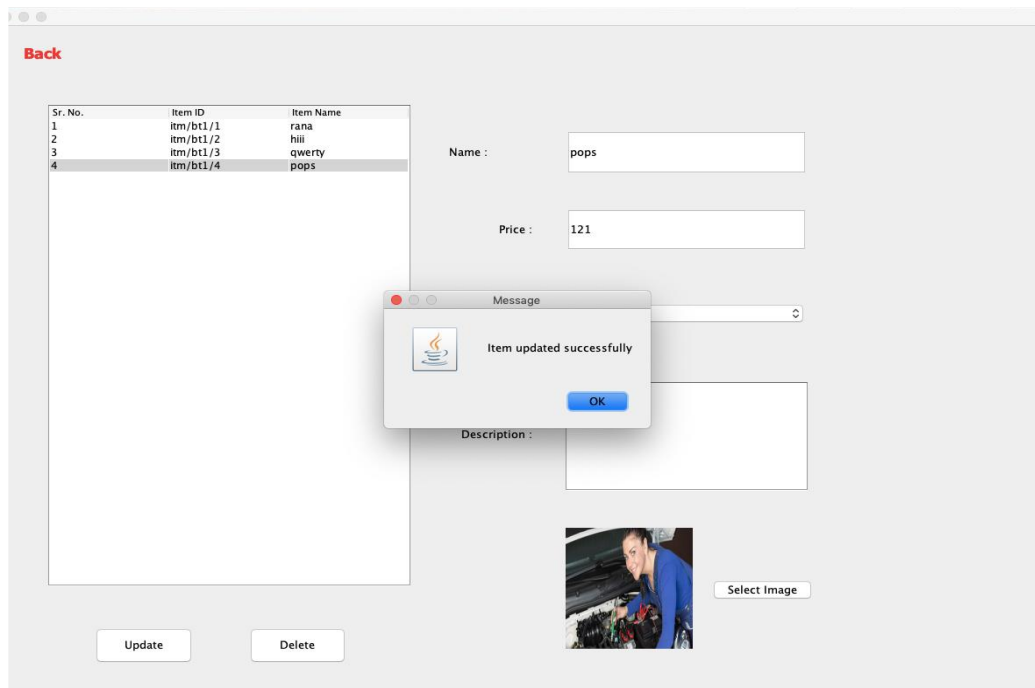 Back
Sr. No. Item ID Item Name
1 itm/bt1/1 rana
2 itm/bt1/2 hiii
3 itm/bt1/3 qwerty
4 itm/bt1/4 pops
Name : pops
Price : 121
Message
Item updated successfully
OK
Description :
Select Image
Update Delete